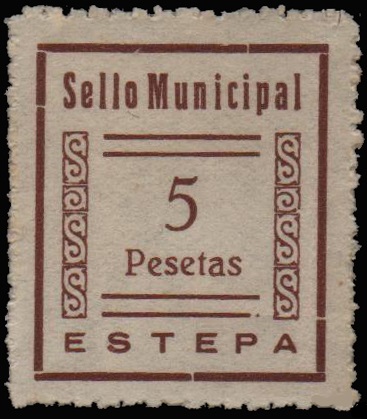 Sello Municipal
5
Pesetas
ESTEPA